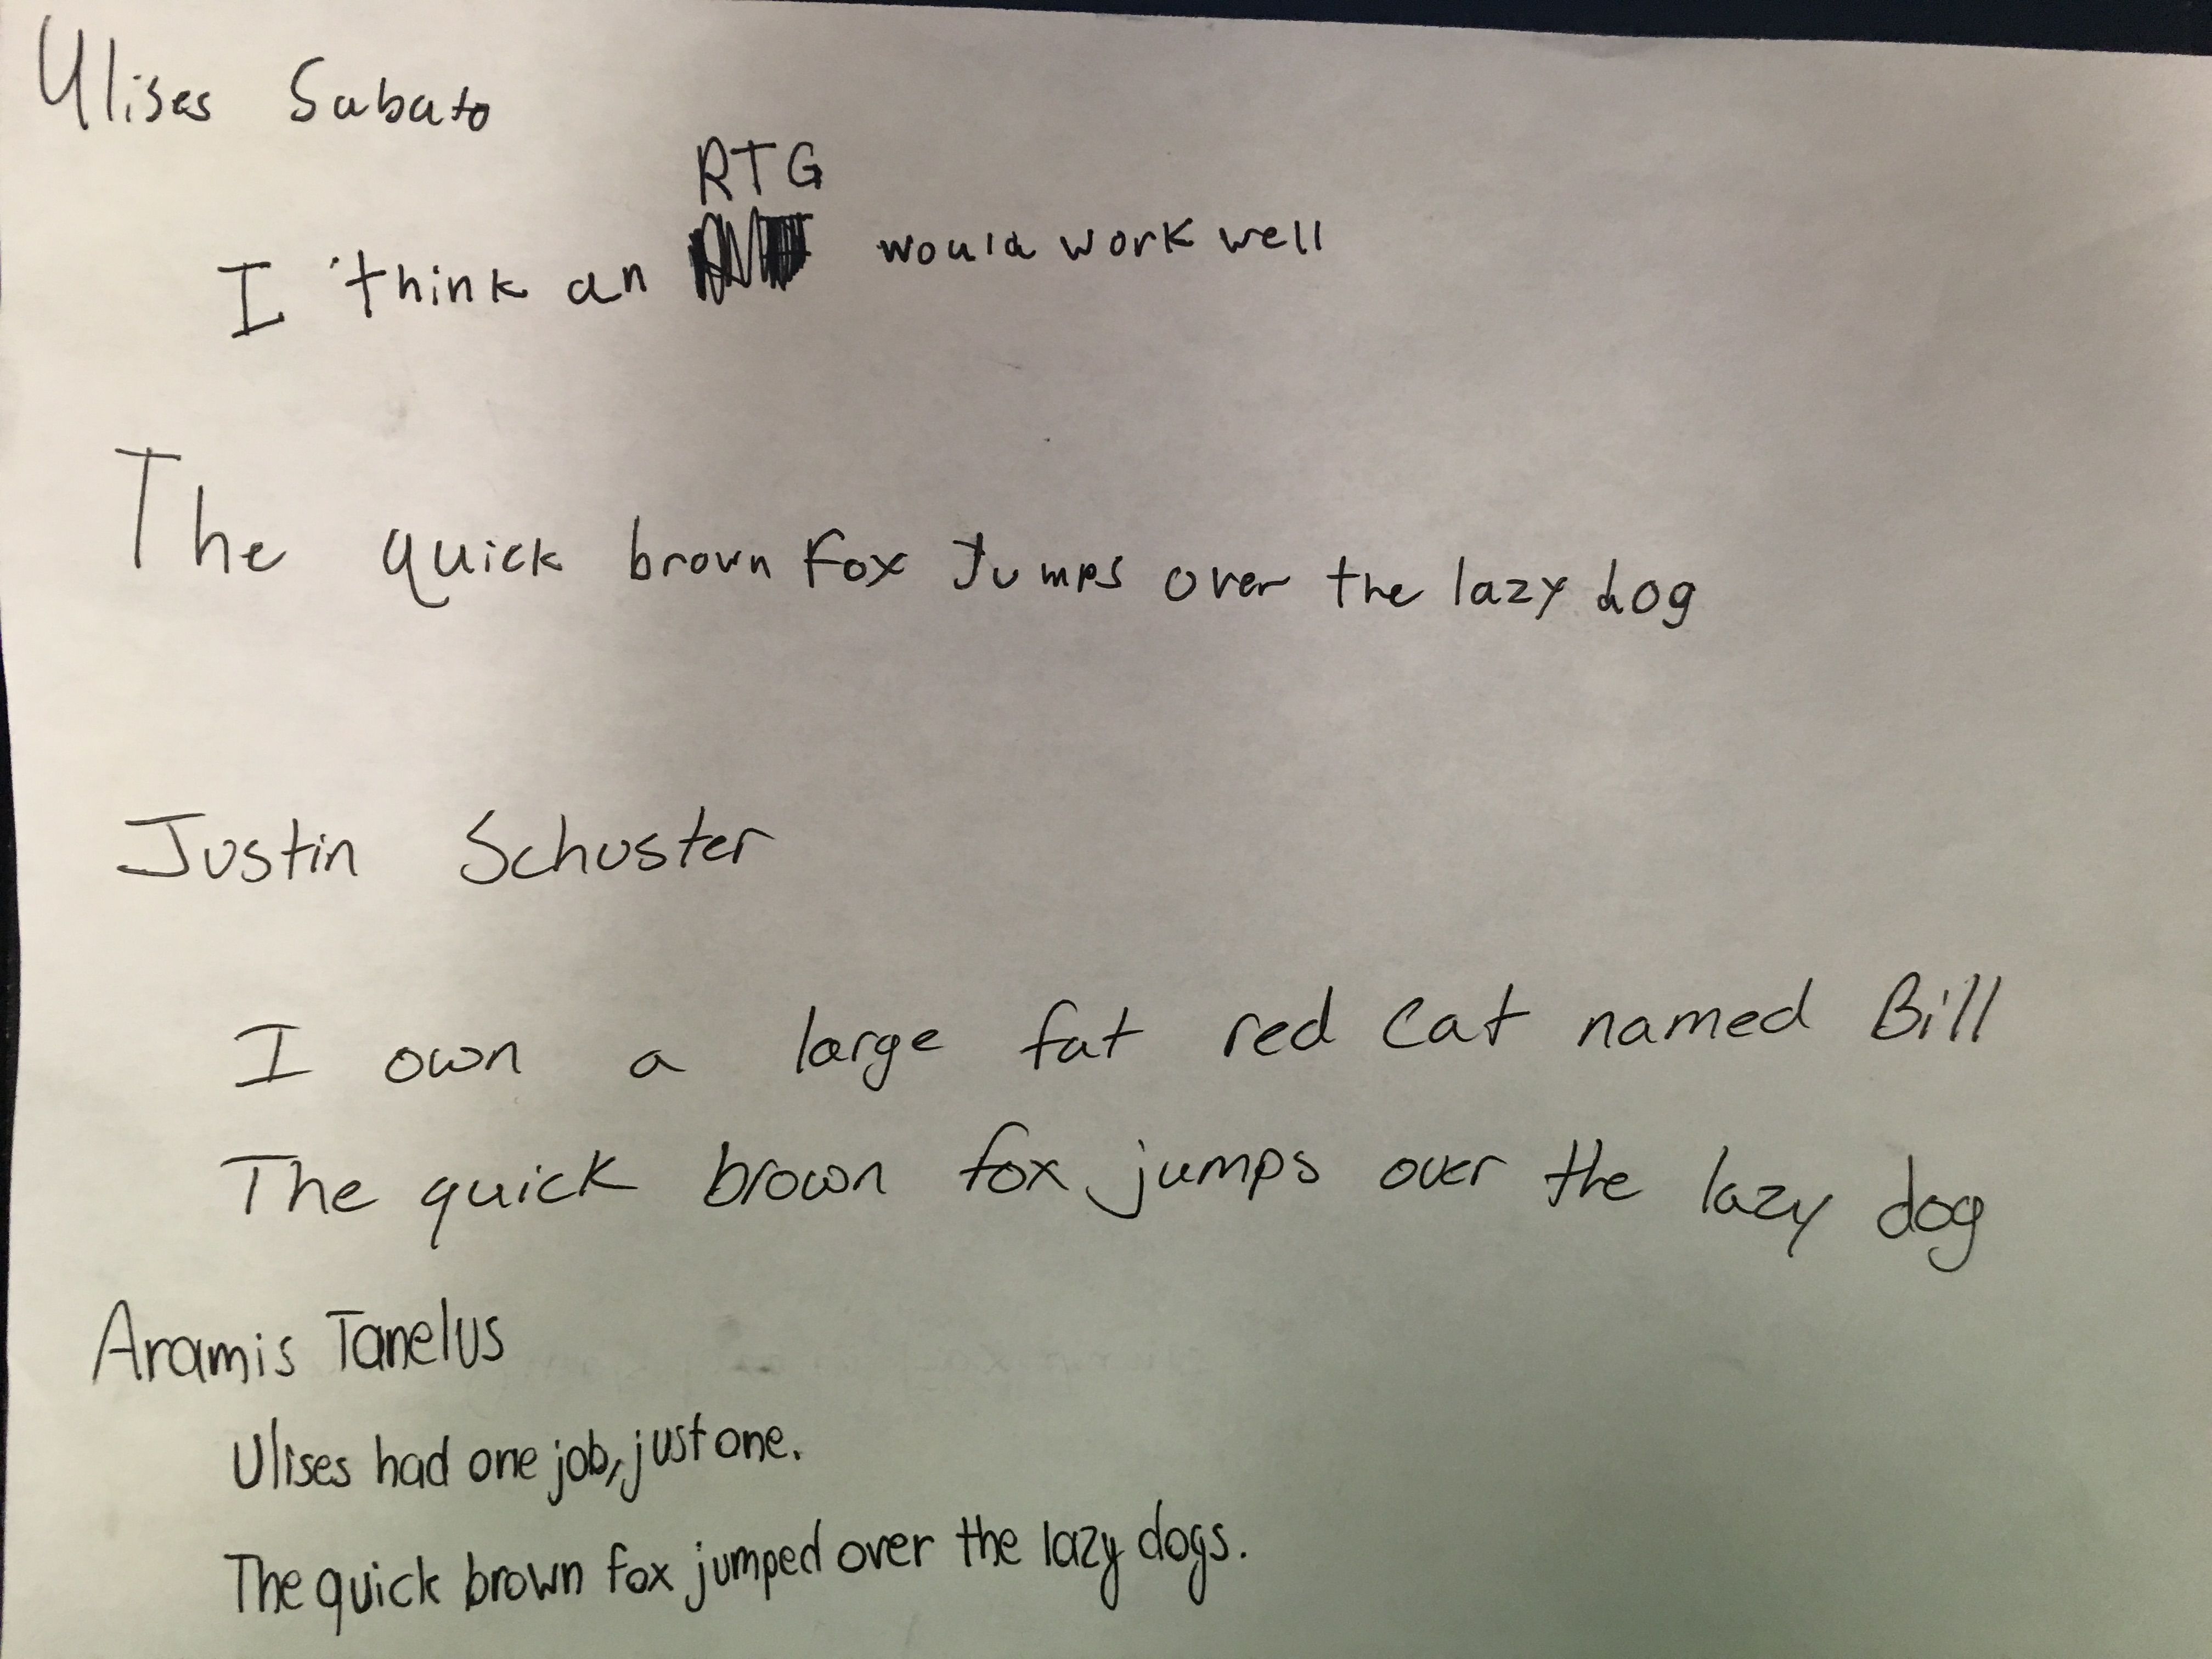 Ulises Sabato
RTG
I think an would work well
The quick brown fox Jumps over the lazy dog
Justin Schuster
I own a large fat red Cat named Bill
The quick brown fox jumps over the lazy dog
Aramis Tanelus
Ulises had one job, just one.
The quick brown fox jumped over the lazy dogs.